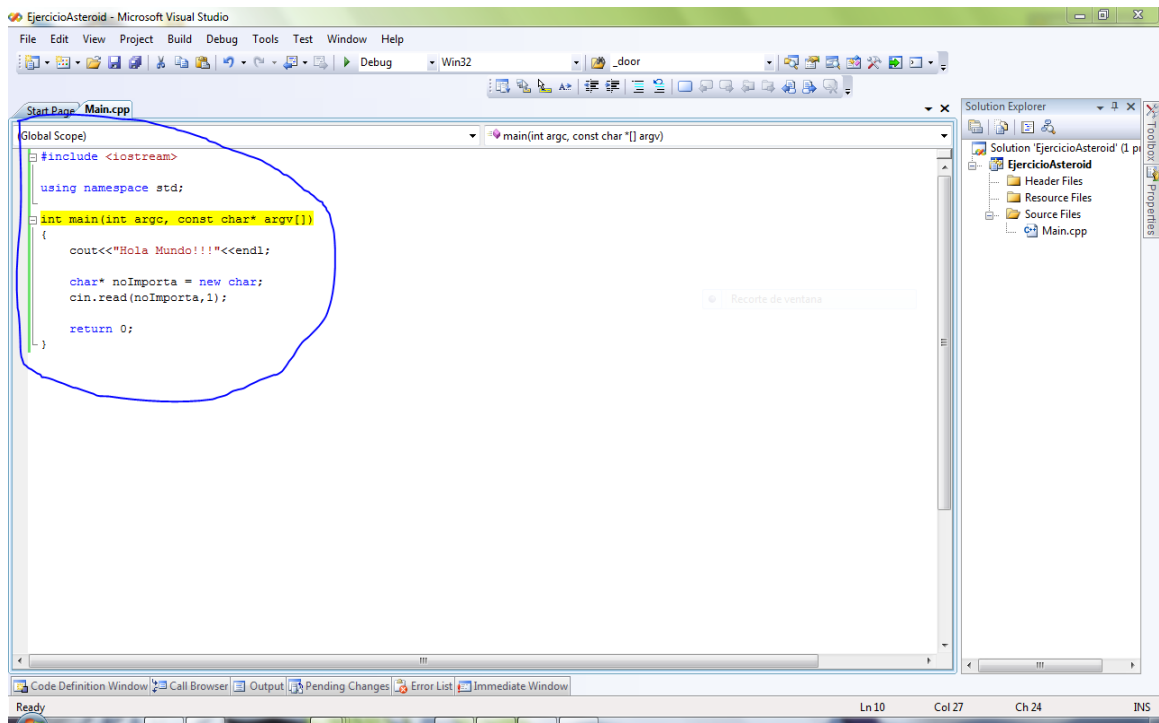 EjercicioAsteroid - Microsoft Visual Studio
File Edit View Project Build Debug Tools Test Window Help
Debug Win32 _door
Start Page Main.cpp
(Global Scope) main(int argc, const char *[] argv)
#include <iostream>
using namespace std;
int main(int argc, const char* argv[])
{
cout<<"Hola Mundo!!!"<<endl;
char* noImporta = new char;
cin.read(noImporta,1);
return 0;
}
Recorte de ventana
Solution Explorer
Solution 'EjercicioAsteroid' (1 p
EjercicioAsteroid
Header Files
Resource Files
Source Files
Main.cpp
Toolbox
Properties
Code Definition Window Call Browser Output Pending Changes Error List Immediate Window
Ready Ln 10 Col 27 Ch 24 INS